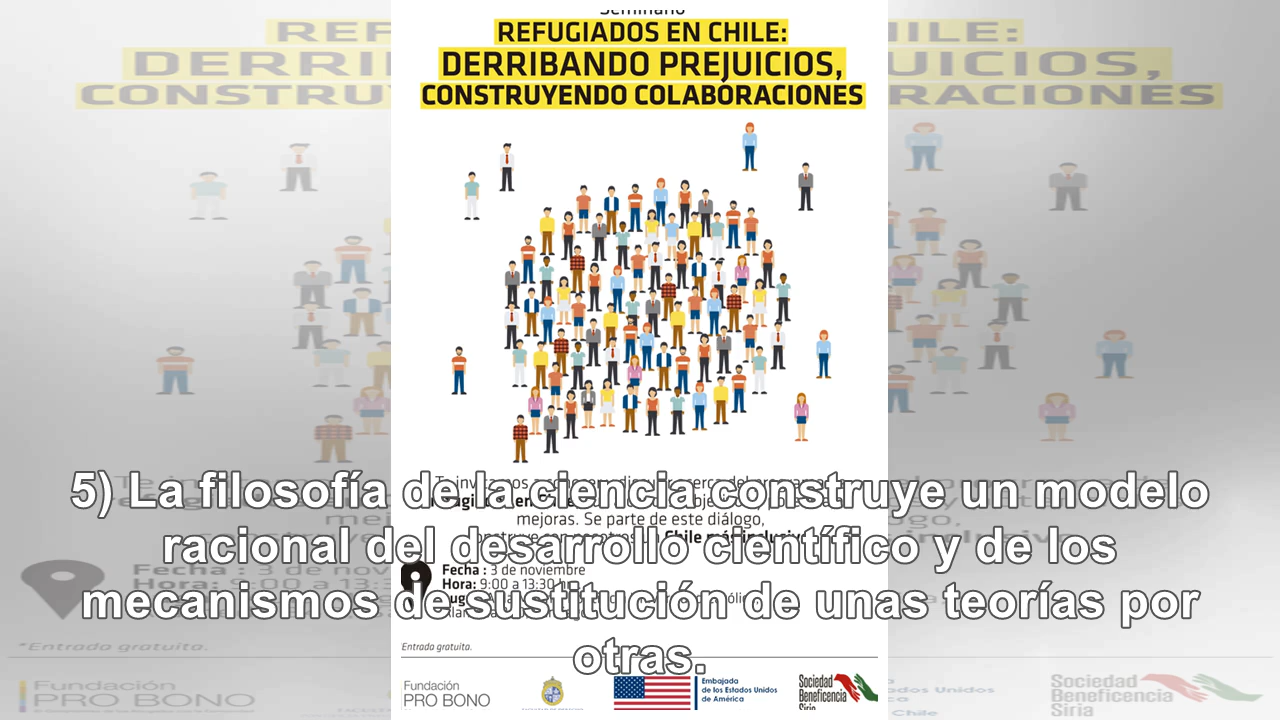 Seminario
REFUGIADOS EN CHILE:
DERRIBANDO PREJUICIOS,
CONSTRUYENDO COLABORACIONES
5) La filosofía de la ciencia construye un modelo
racional del desarrollo científico y de los
mecanismos de sustitución de unas teorías por
otras.
mejoras. Se parte de este diálogo,
Fecha : 3 de noviembre
Hora: 9:00 a 13:30
Entrada gratuita.
Fundación
PRO BONO
Embajada
de los Estados Unidos
de América
Sociedad
Beneficencia
Siria